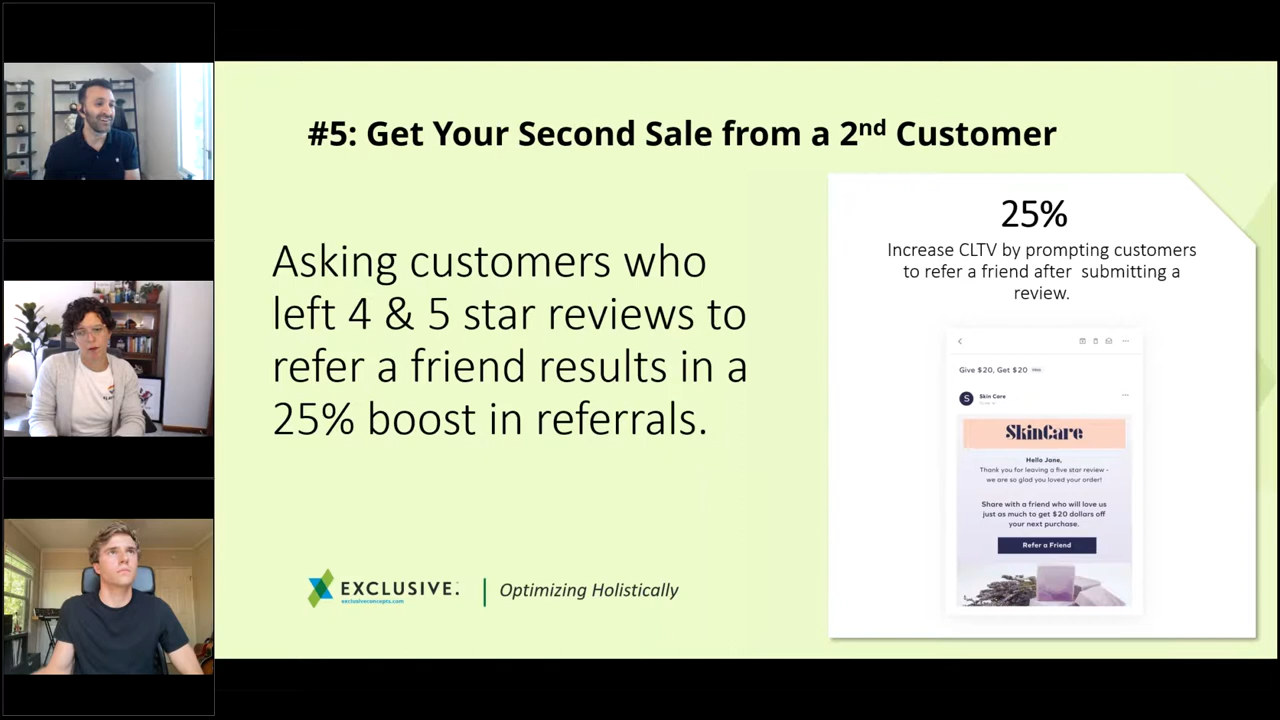 #5: Get Your Second Sale from a 2nd Customer
Asking customers who
left 4 & 5 star reviews to
refer a friend results in a
25% boost in referrals.
25%
Increase CLTV by prompting customers
to refer a friend after submitting a
review.
Give $20, Get $20
S
Skin Care
SkinCare
Hello Jane,
Thank you for leaving a five star review -
we are so glad you loved your order!
Share with a friend who will love us
just as much to get $20 dollars off
your next purchase.
Refer a Friend
EXCLUSIVE.
exclusiveconcepts.com
Optimizing Holistically